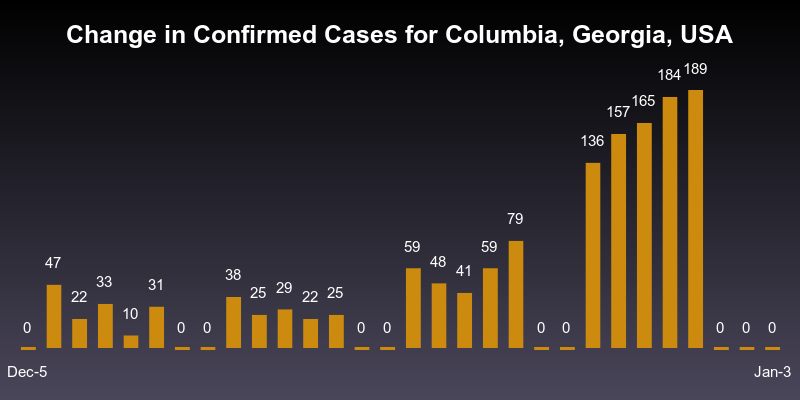 Change in Confirmed Cases for Columbia, Georgia, USA
0 47 22 33 10 31 0 0 38 25 29 22 25 0 0 59 48 41 59 79 0 0 136 157 165 184 189 0 0 0
Dec-5 Jan-3